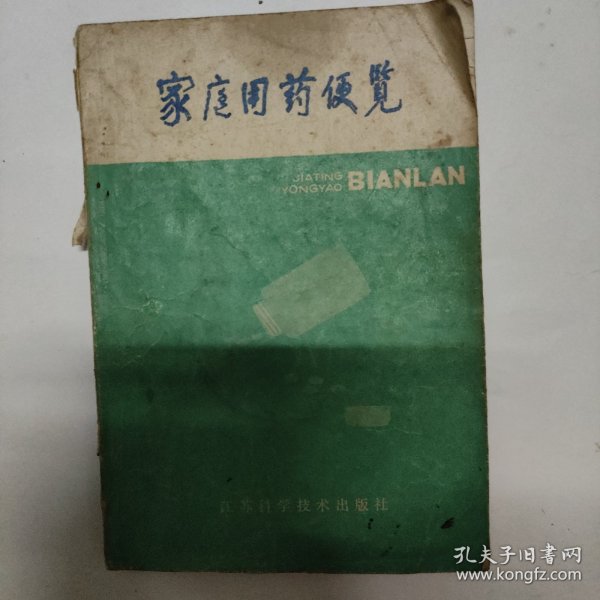 家庭用药便覧
JIATING
YONGYAO BIANLAN
江苏科学技术出版社
孔夫子旧书网
www.kongfz.com